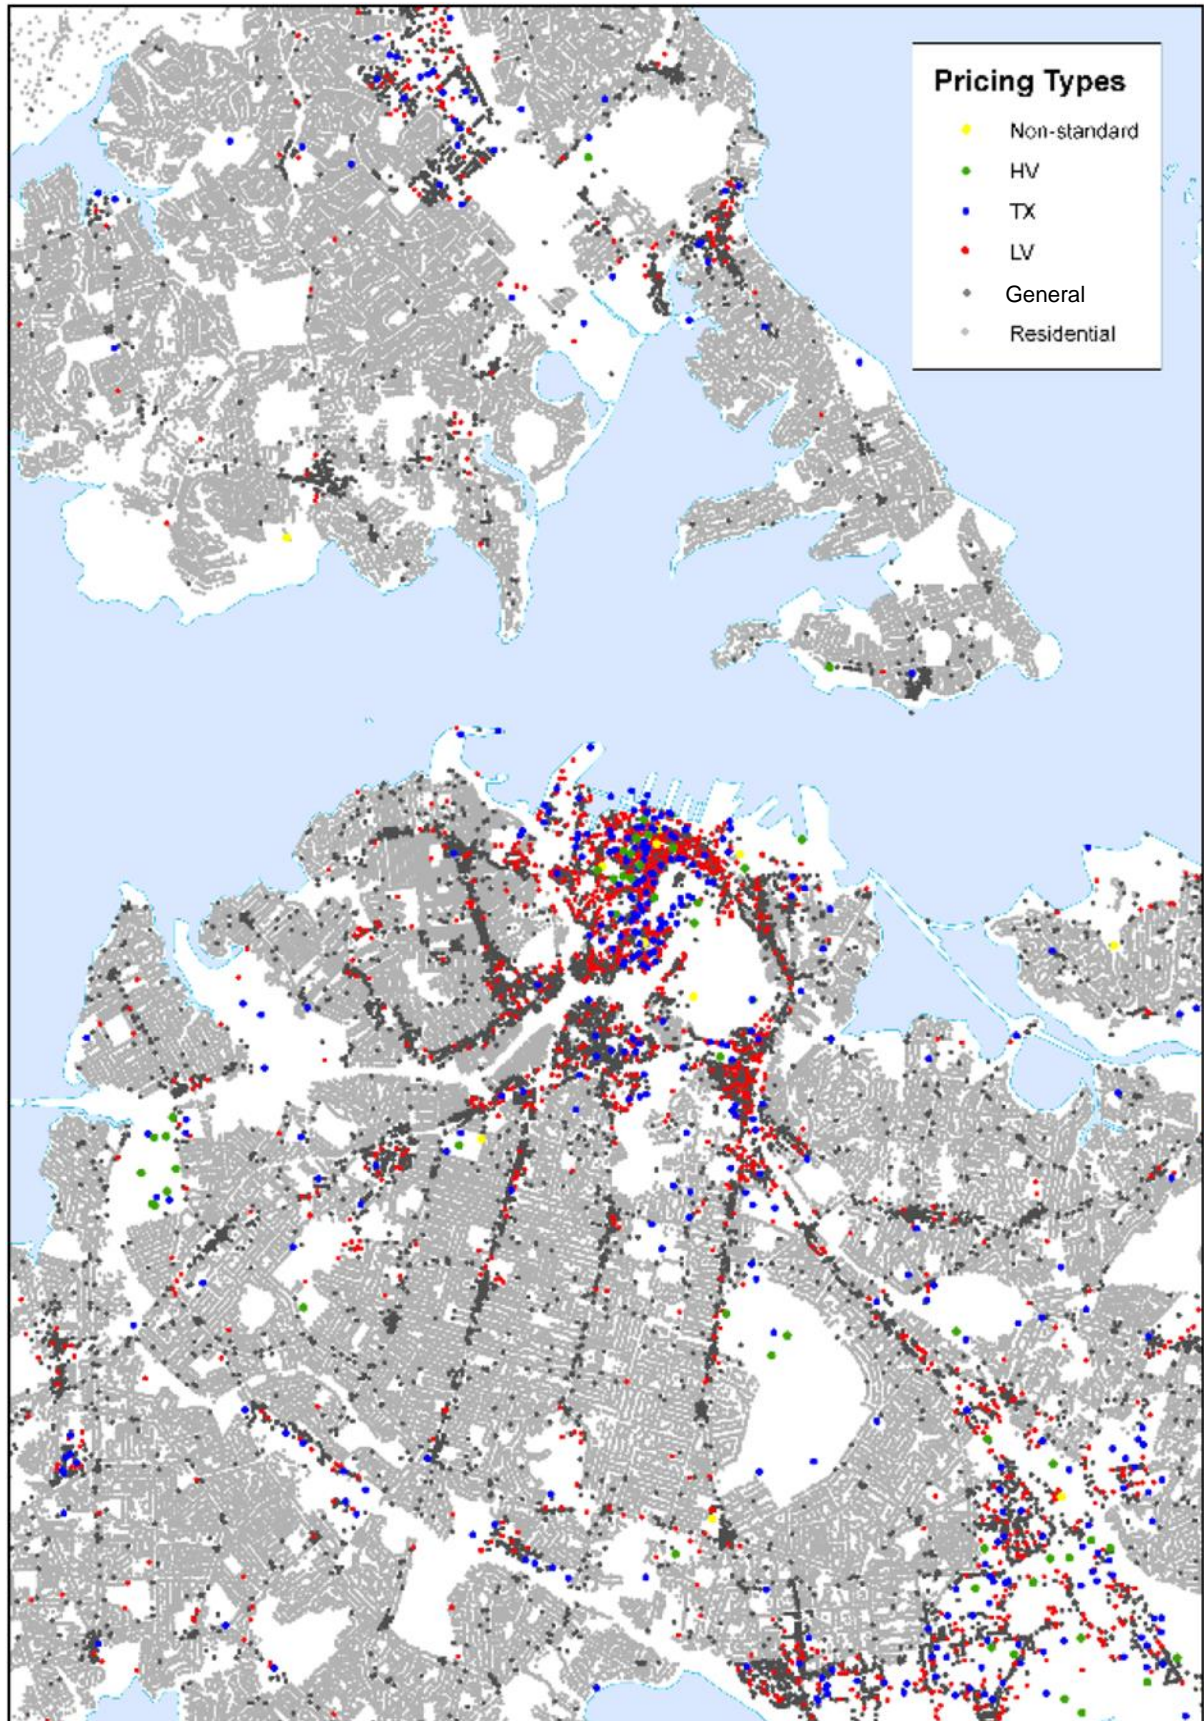 Pricing Types
Non-standard
HV
TX
LV
General
Residential